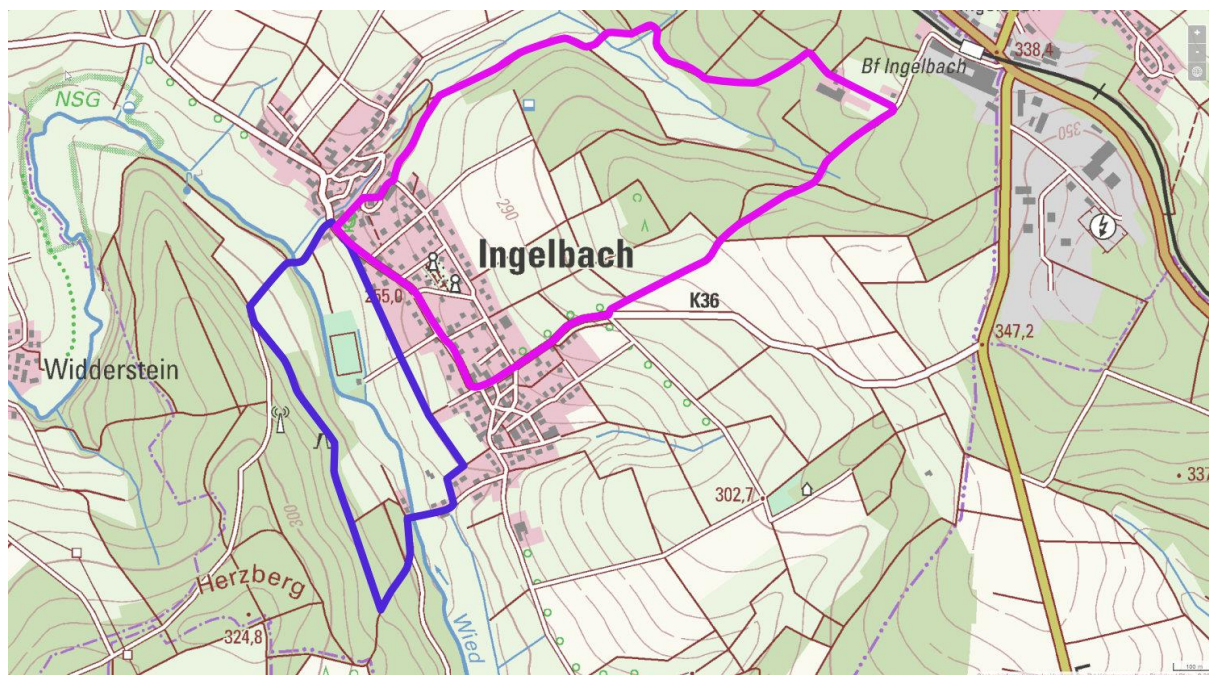 338,4
Bf Ingelbach
NSG
350
290
Ingelbach
255,0
K36
347,2
Widderstein
337
302,7
300
Herzberg
324,8
Wied
100 m